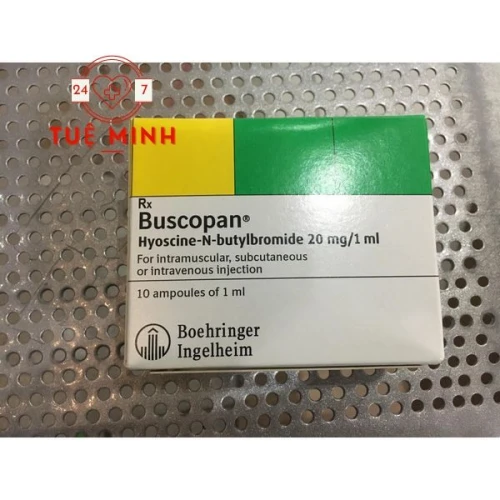 24 7
TUỆ MINH
Rx
Buscopan®
Hyoscine-N-butylbromide 20 mg/1 ml
For intramuscular, subcutaneous
or intravenous injection
10 ampoules of 1 ml
Boehringer
Ingelheim